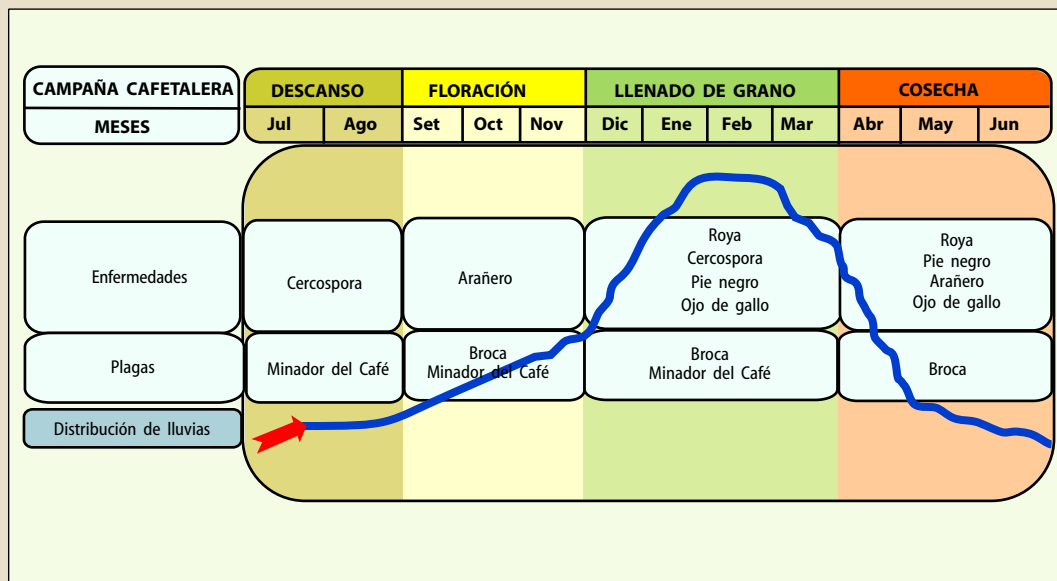 CAMPAÑA CAFETALERA
DESCANSO
FLORACIÓN
LLENADO DE GRANO
COSECHA
MESES
Jul
Ago
Set
Oct
Nov
Dic
Ene
Feb
Mar
Abr
May
Jun
Enfermedades
Cercospora
Arañero
Roya
Cercospora
Pie negro
Ojo de gallo
Roya
Pie negro
Arañero
Ojo de gallo
Plagas
Minador del Café
Broca
Minador del Café
Broca
Minador del Café
Broca
Distribución de lluvias